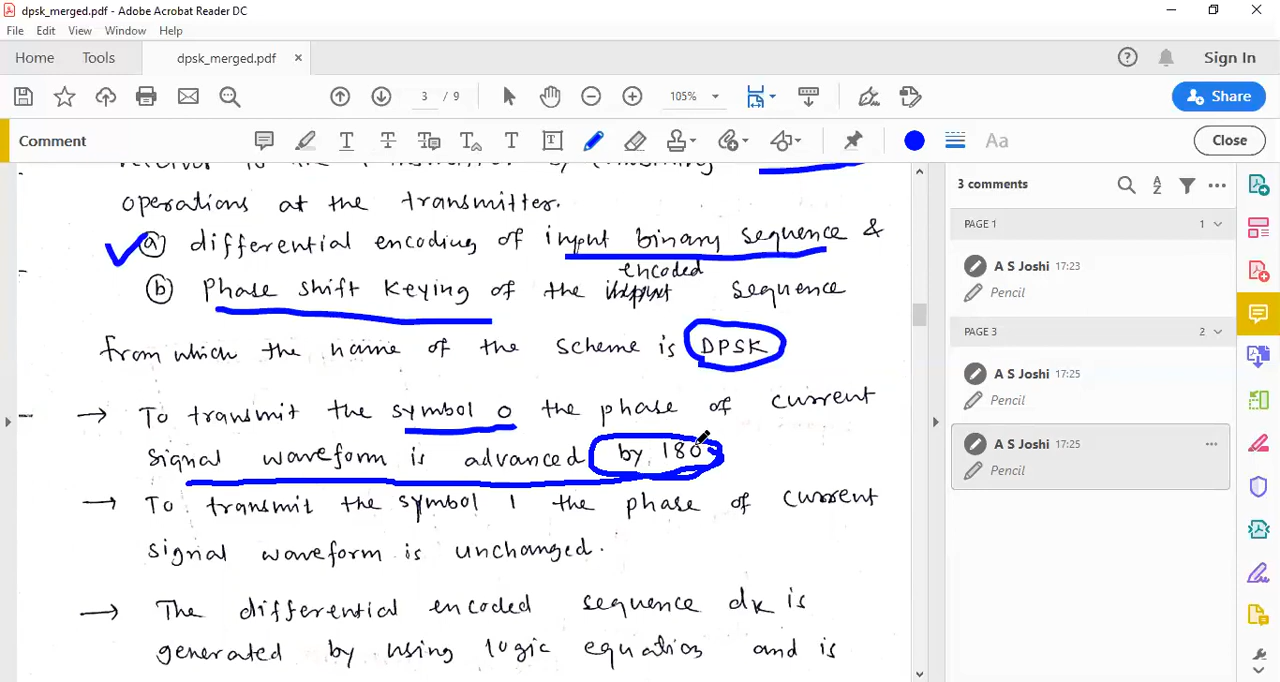 dpsk_merged.pdf - Adobe Acrobat Reader DC
File Edit View Window Help
Home Tools dpsk_merged.pdf × Sign In
3 / 9 105% Share
Comment Aa Close
operations at the transmitter.
(a) differential encoding of input binary sequence &
encoded
(b) Phase shift keying of the sequence
from which the name of the scheme is DPSK
→ To transmit the symbol 0 the phase of current
signal waveform is advanced by 180
→ To transmit the symbol 1 the phase of current
signal waveform is unchanged.
→ The differential encoded sequence dK is
generated by using logic equation and is
3 comments
PAGE 1 1
A S Joshi 17:23
Pencil
PAGE 3 2
A S Joshi 17:25
Pencil
A S Joshi 17:25
Pencil